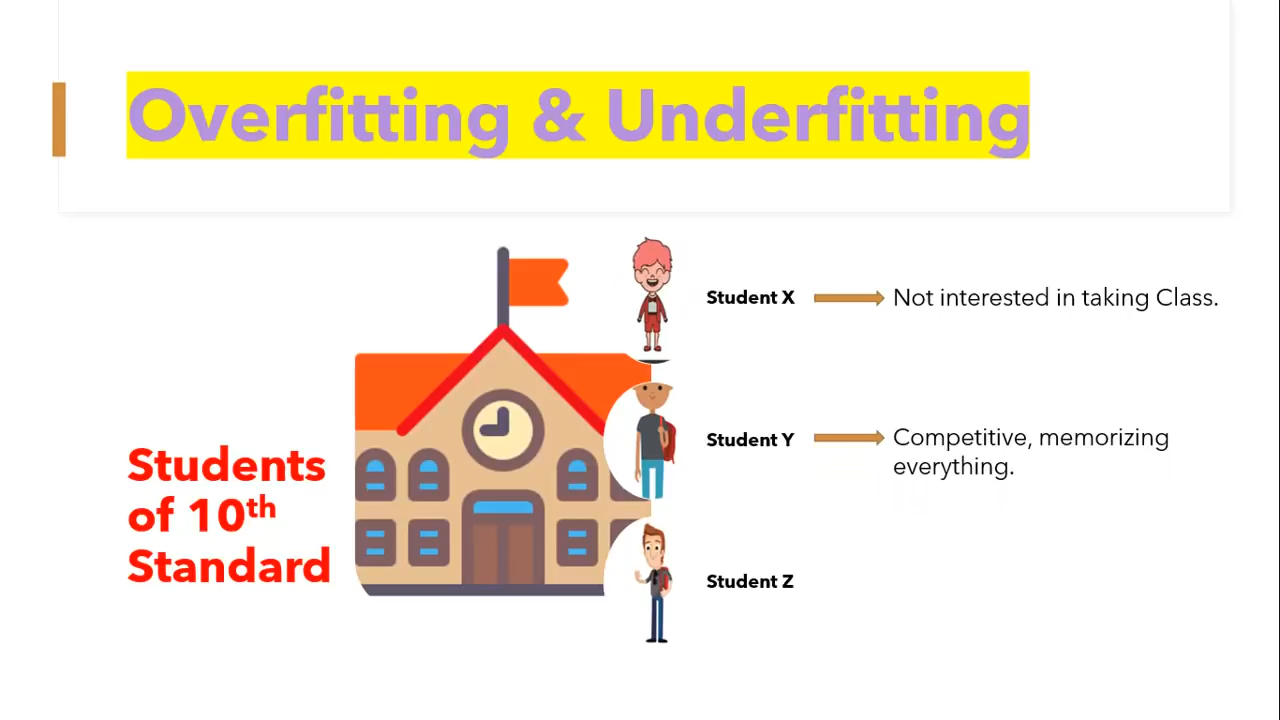 Overfitting & Underfitting
Student X
Not interested in taking Class.
Student Y
Competitive, memorizing
everything.
Students
of 10th
Standard
Student Z